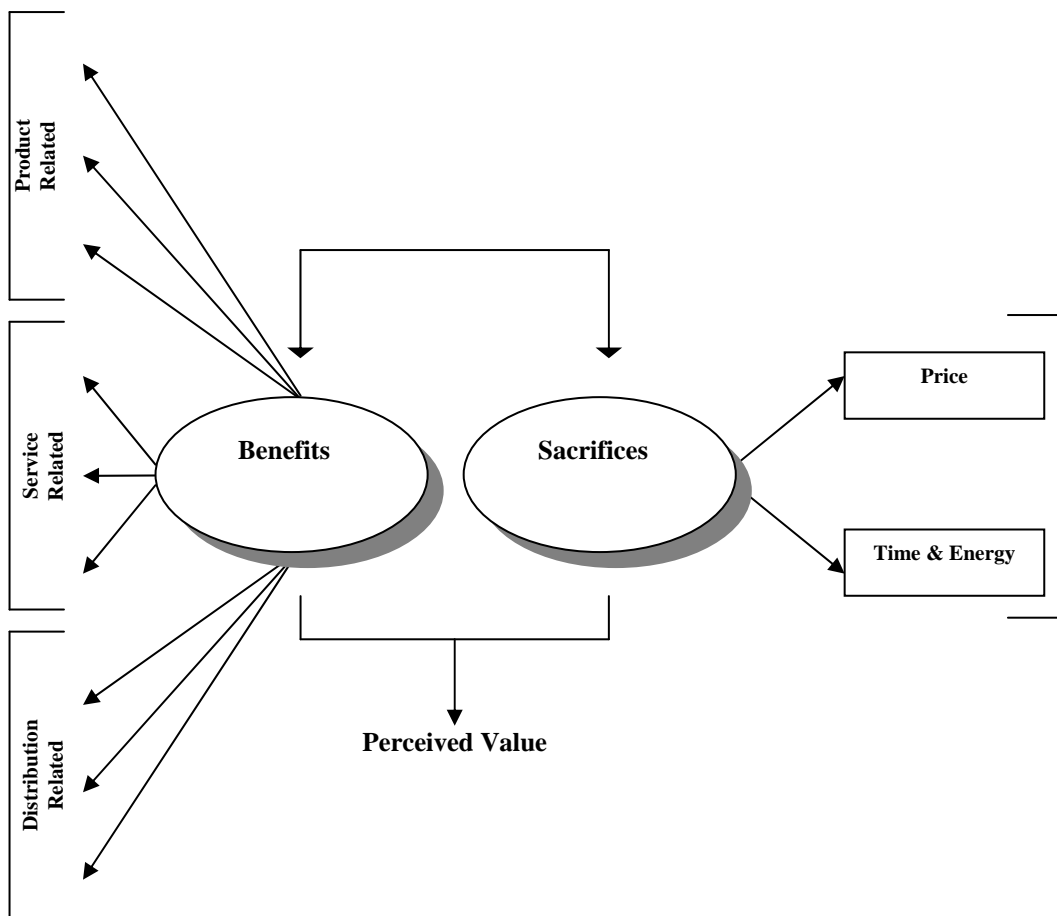 Product
Related
Service
Related
Distribution
Related
Benefits
Sacrifices
Price
Time & Energy
Perceived Value